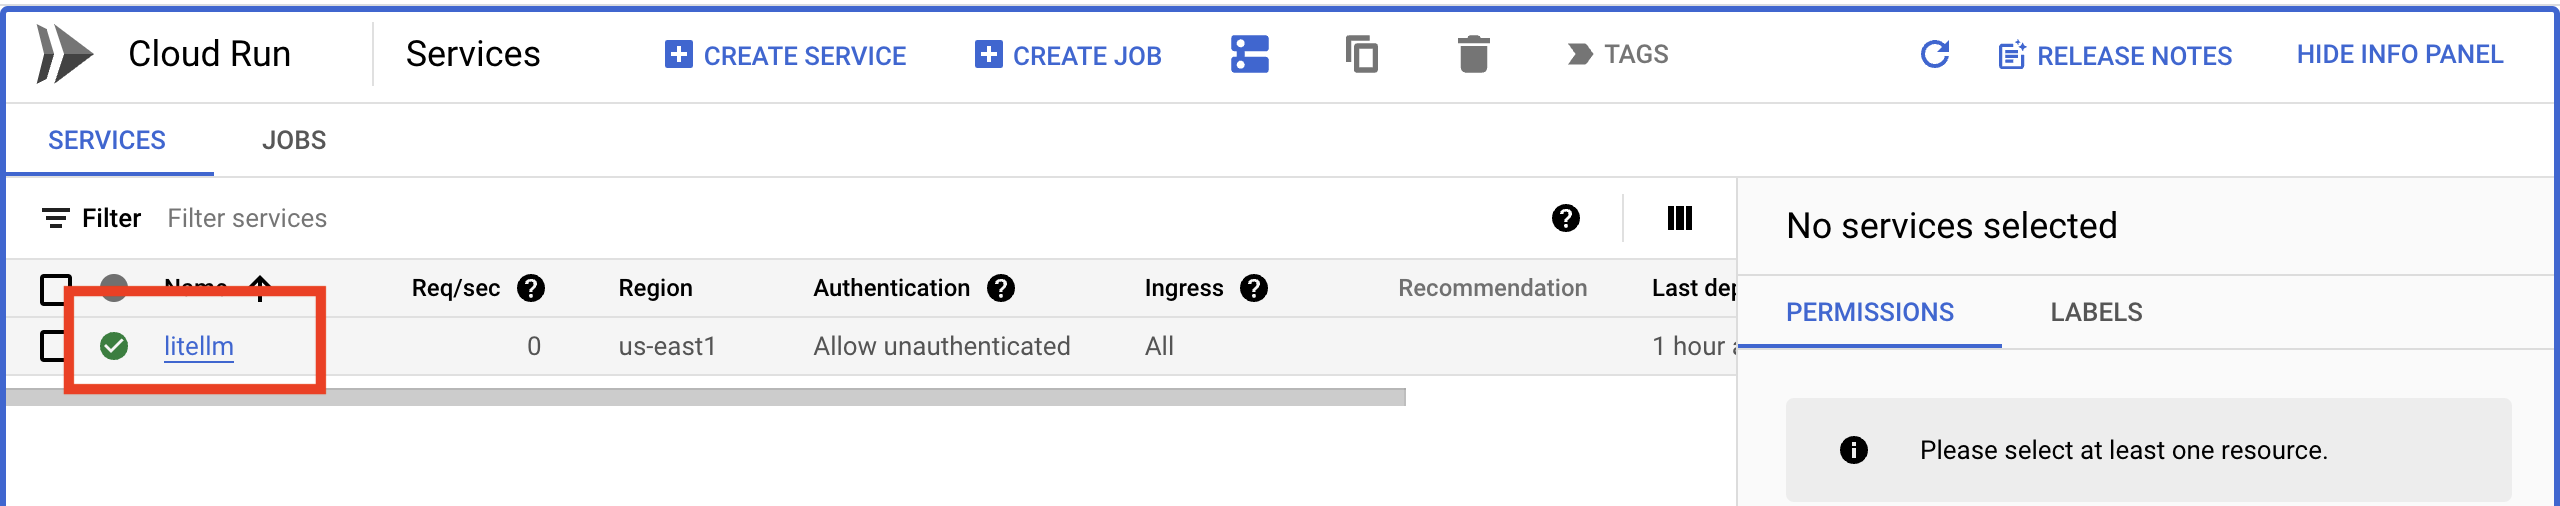 Cloud Run Services CREATE SERVICE CREATE JOB TAGS RELEASE NOTES HIDE INFO PANEL
SERVICES JOBS
Filter Filter services
Name Req/sec Region Authentication Ingress Recommendation Last dep
litellm 0 us-east1 Allow unauthenticated All 1 hour
No services selected
PERMISSIONS LABELS
Please select at least one resource.